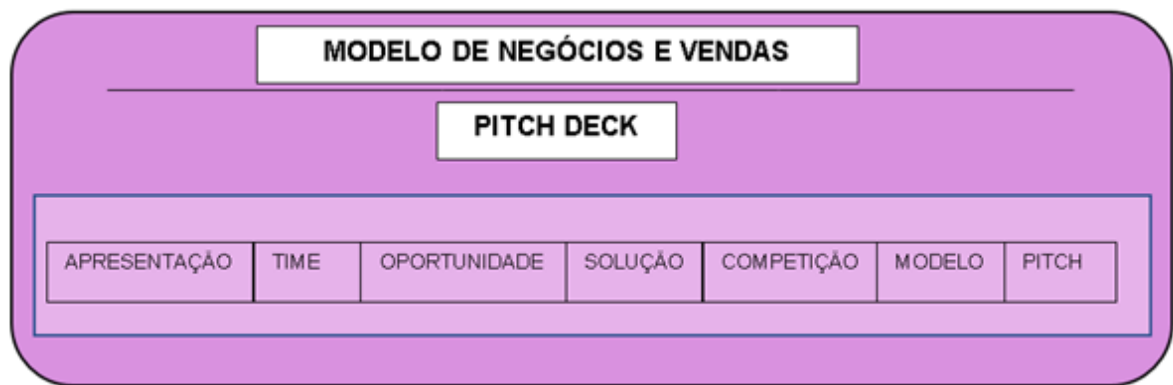 MODELO DE NEGÓCIOS E VENDAS
PITCH DECK
APRESENTAÇÃO TIME OPORTUNIDADE SOLUÇÃO COMPETIÇÃO MODELO PITCH